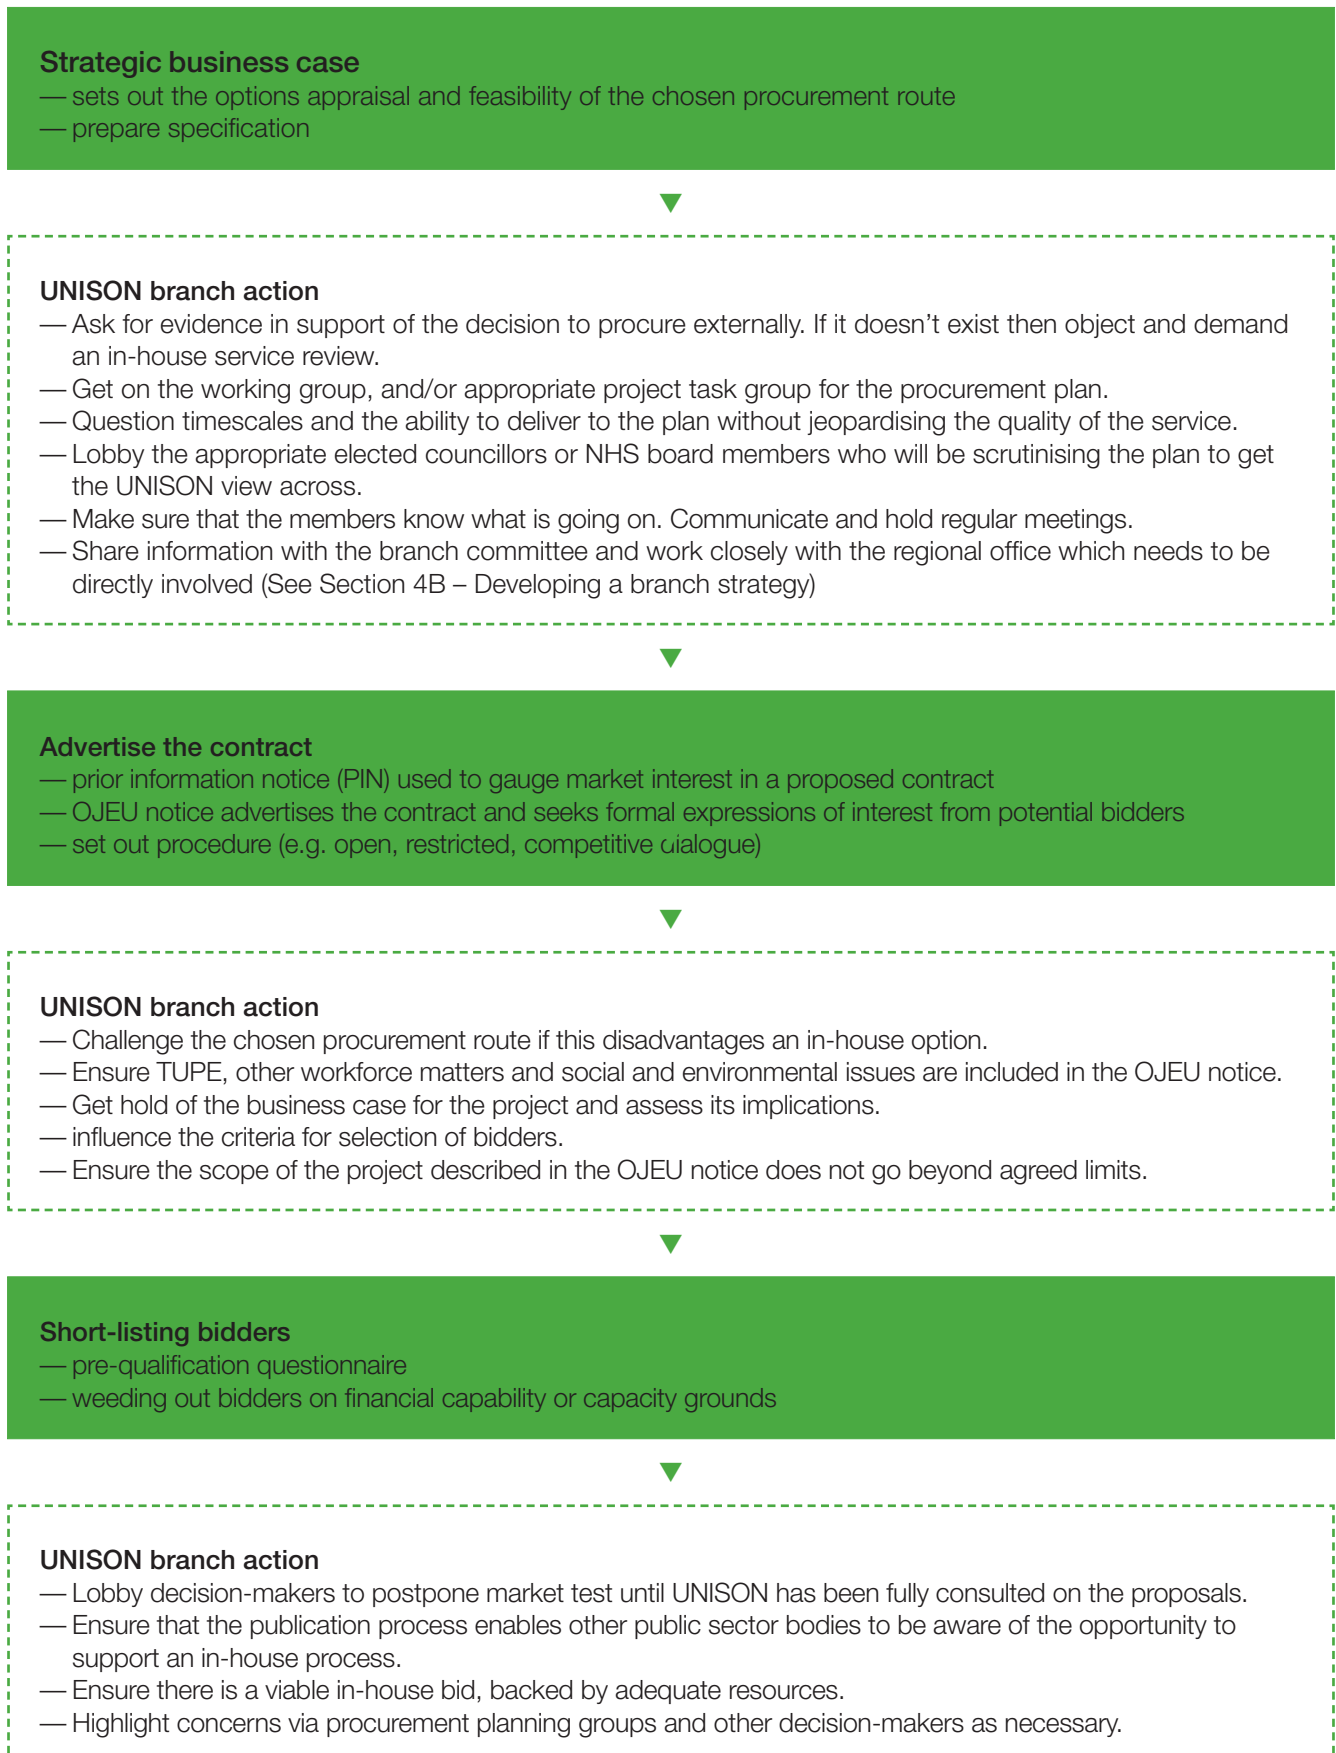 Strategic business case
— sets out the options appraisal and feasibility of the chosen procurement route
— prepare specification
UNISON branch action
— Ask for evidence in support of the decision to procure externally. If it doesn’t exist then object and demand
an in-house service review.
— Get on the working group, and/or appropriate project task group for the procurement plan.
— Question timescales and the ability to deliver to the plan without jeopardising the quality of the service.
— Lobby the appropriate elected councillors or NHS board members who will be scrutinising the plan to get
the UNISON view across.
— Make sure that the members know what is going on. Communicate and hold regular meetings.
— Share information with the branch committee and work closely with the regional office which needs to be
directly involved (See Section 4B – Developing a branch strategy)
Advertise the contract
— prior information notice (PIN) used to gauge market interest in a proposed contract
— OJEU notice advertises the contract and seeks formal expressions of interest from potential bidders
— set out procedure (e.g. open, restricted, competitive dialogue)
UNISON branch action
— Challenge the chosen procurement route if this disadvantages an in-house option.
— Ensure TUPE, other workforce matters and social and environmental issues are included in the OJEU notice.
— Get hold of the business case for the project and assess its implications.
— influence the criteria for selection of bidders.
— Ensure the scope of the project described in the OJEU notice does not go beyond agreed limits.
Short-listing bidders
— pre-qualification questionnaire
— weeding out bidders on financial capability or capacity grounds
UNISON branch action
— Lobby decision-makers to postpone market test until UNISON has been fully consulted on the proposals.
— Ensure that the publication process enables other public sector bodies to be aware of the opportunity to
support an in-house process.
— Ensure there is a viable in-house bid, backed by adequate resources.
— Highlight concerns via procurement planning groups and other decision-makers as necessary.